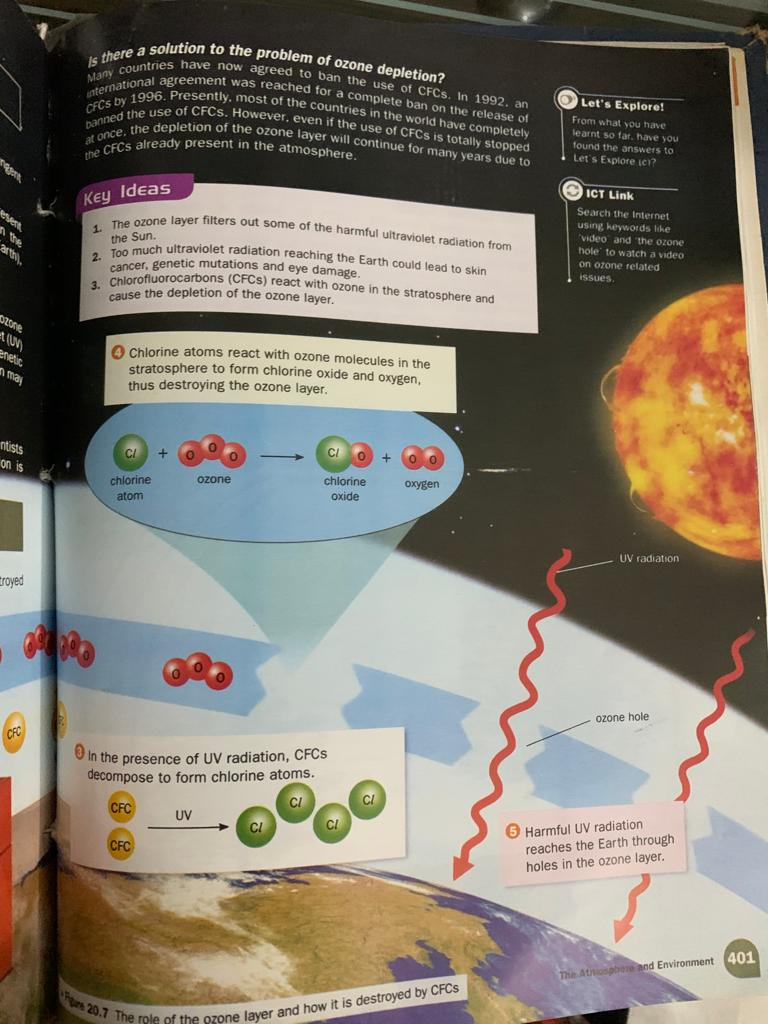 Is there a solution to the problem of ozone depletion?
Many countries have now agreed to ban the use of CFCs. In 1992, an
international agreement was reached for a complete ban on the release of
CFCs by 1996. Presently, most of the countries in the world have completely
banned the use of CFCs. However, even if the use of CFCs is totally stopped
at once, the depletion of the ozone layer will continue for many years due to
the CFCs already present in the atmosphere.
Let's Explore!
From what you have
learnt so far, have you
found the answers to
Let's Explore (c)?
ICT Link
Search the Internet
using keywords like
'video' and 'the ozone
hole' to watch a video
on ozone related
issues.
Key Ideas
1. The ozone layer filters out some of the harmful ultraviolet radiation from
the Sun.
2. Too much ultraviolet radiation reaching the Earth could lead to skin
cancer, genetic mutations and eye damage.
3. Chlorofluorocarbons (CFCs) react with ozone in the stratosphere and
cause the depletion of the ozone layer.
4 Chlorine atoms react with ozone molecules in the
stratosphere to form chlorine oxide and oxygen,
thus destroying the ozone layer.
Cl + O O O → Cl O + O O
chlorine
atom
ozone
chlorine
oxide
oxygen
UV radiation
O O O
O O O
ozone hole
CFC
3 In the presence of UV radiation, CFCs
decompose to form chlorine atoms.
CFC
CFC
UV
Cl Cl Cl Cl
5 Harmful UV radiation
reaches the Earth through
holes in the ozone layer.
The Atmosphere and Environment 401
Figure 20.7 The role of the ozone layer and how it is destroyed by CFCs